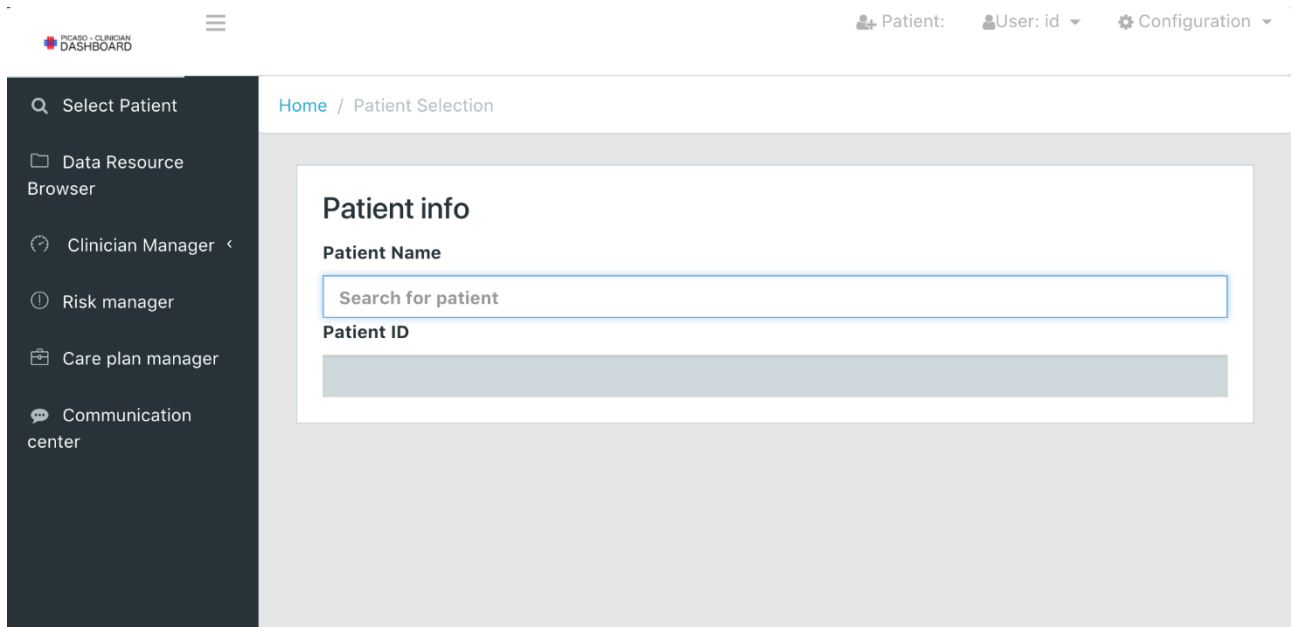 PICASO - CLINICIAN
DASHBOARD
Patient:
User: id
Configuration
Select Patient
Data Resource
Browser
Clinician Manager
Risk manager
Care plan manager
Communication
center
Home / Patient Selection
Patient info
Patient Name
Search for patient
Patient ID